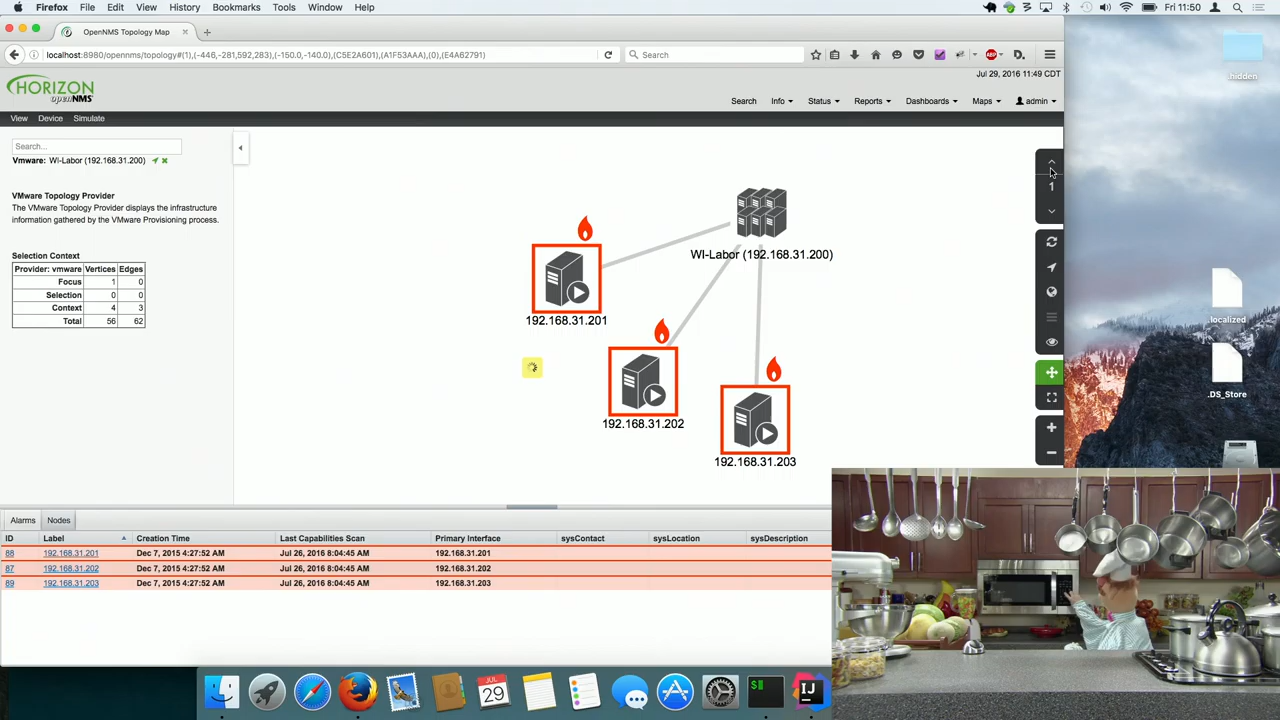 Firefox File Edit View History Bookmarks Tools Window Help Fri 11:50
OpenNMS Topology Map
localhost:8980/opennms/topology#(1),(-446,-281,592,283),(-150.0,-140.0),(C5E2A601),(A1F53AAA),(0),(E4A62791) Search
Jul 29, 2016 11:49 CDT
HORIZON
openNMS
Search Info Status Reports Dashboards Maps admin
View Device Simulate
Search...
Vmware: WI-Labor (192.168.31.200)
VMware Topology Provider
The VMware Topology Provider displays the infrastructure
information gathered by the VMware Provisioning process.
Selection Context
Provider: vmware Vertices Edges
Focus 1 0
Selection 0 0
Context 4 3
Total 56 62
WI-Labor (192.168.31.200)
192.168.31.201
192.168.31.202
192.168.31.203
1
.hidden
.localized
.DS_Store
Alarms Nodes
ID Label Creation Time Last Capabilities Scan Primary Interface sysContact sysLocation sysDescription
88 192.168.31.201 Dec 7, 2015 4:27:52 AM Jul 26, 2016 8:04:45 AM 192.168.31.201
87 192.168.31.202 Dec 7, 2015 4:27:52 AM Jul 26, 2016 8:04:45 AM 192.168.31.202
89 192.168.31.203 Dec 7, 2015 4:27:52 AM Jul 26, 2016 8:04:45 AM 192.168.31.203
JUL
29
$
IJ